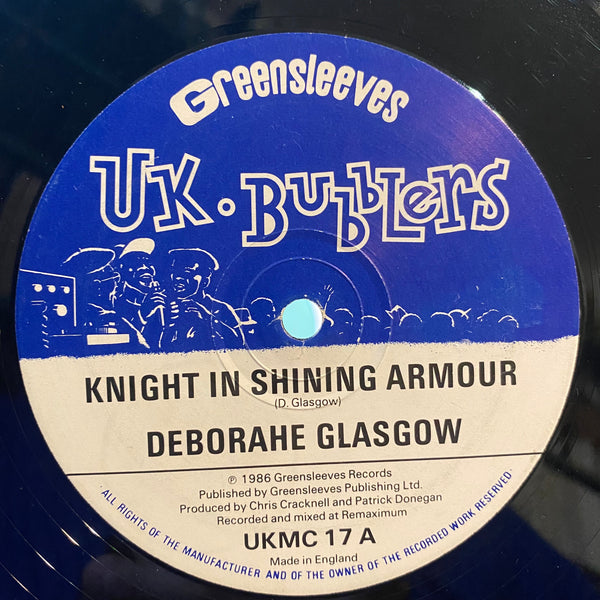 Greensleeves
UK•BUbbLers
KNIGHT IN SHINING ARMOUR
(D. Glasgow)
DEBORAHE GLASGOW
℗ 1986 Greensleeves Records
Published by Greensleeves Publishing Ltd.
Produced by Chris Cracknell and Patrick Donegan
Recorded and mixed at Remaximum
UKMC 17 A
Made in England
ALL RIGHTS OF THE MANUFACTURER AND OF THE OWNER OF THE RECORDED WORK RESERVED.